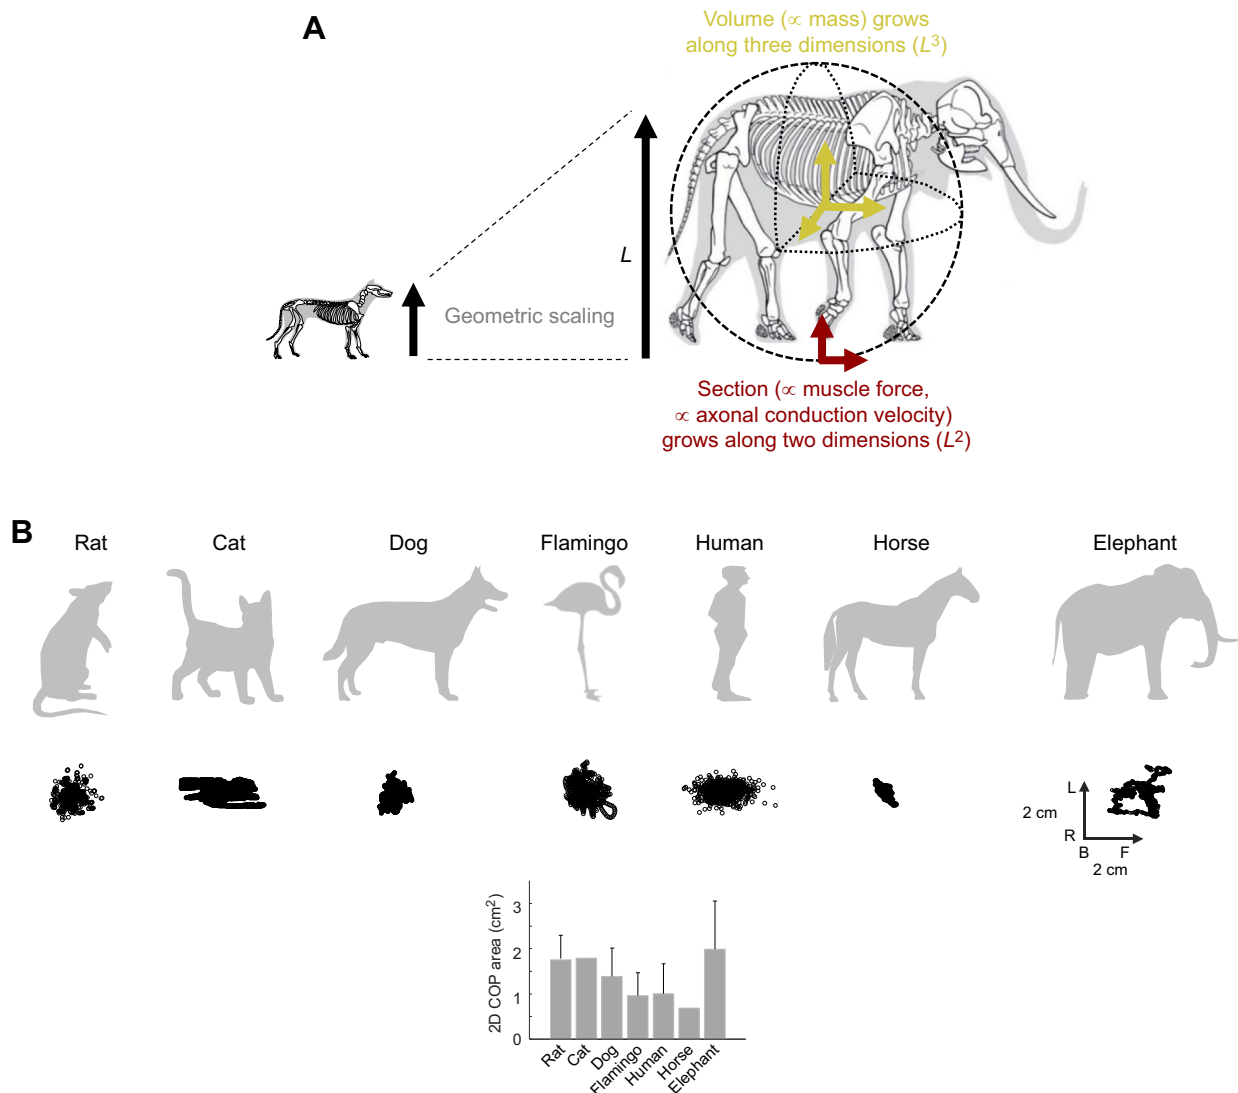 A
Volume (∝ mass) grows
along three dimensions (L³)
L
Geometric scaling
Section (∝ muscle force,
∝ axonal conduction velocity)
grows along two dimensions (L²)
B
Rat Cat Dog Flamingo Human Horse Elephant
L
2 cm
R
B F
2 cm
2D COP area (cm²)
3
2
1
0
Rat Cat Dog Flamingo Human Horse Elephant